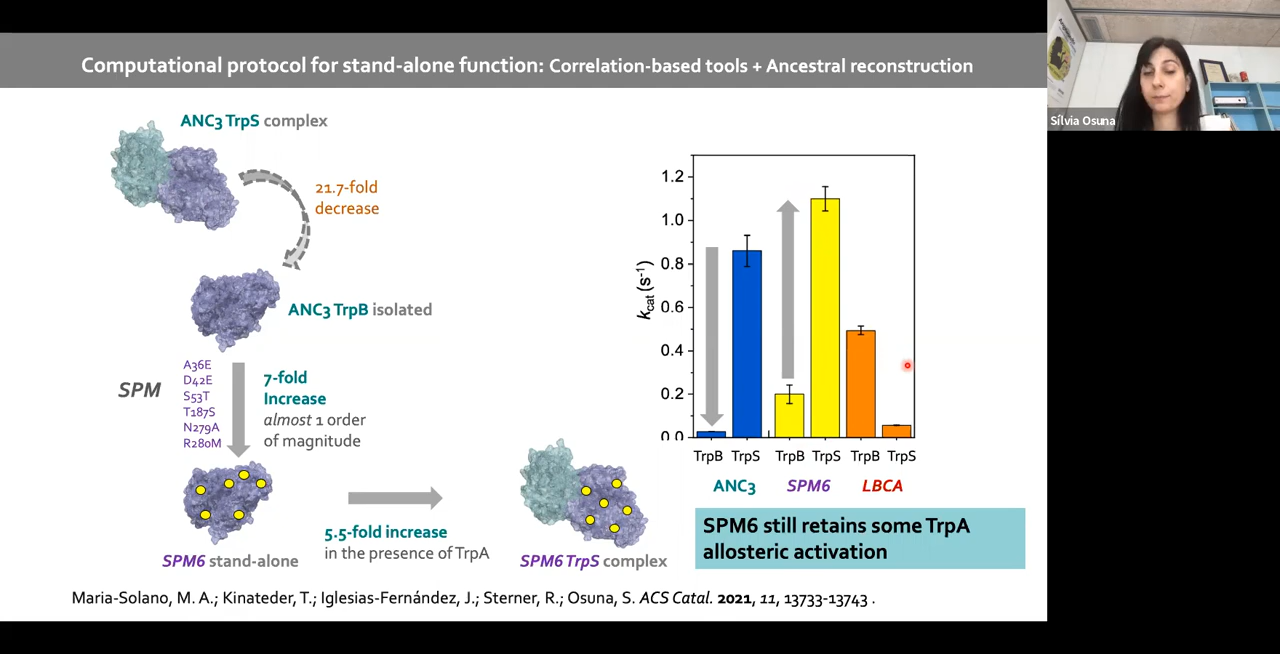 Computational protocol for stand-alone function: Correlation-based tools + Ancestral reconstruction
Sílvia Osuna
ANC3 TrpS complex
21.7-fold
decrease
ANC3 TrpB isolated
SPM
A36E
D42E
S53T
T187S
N279A
R280M
7-fold
Increase
almost 1 order
of magnitude
SPM6 stand-alone
5.5-fold increase
in the presence of TrpA
SPM6 TrpS complex
kcat (s-1)
1.2
1.0
0.8
0.6
0.4
0.2
0.0
TrpB TrpS TrpB TrpS TrpB TrpS
ANC3 SPM6 LBCA
SPM6 still retains some TrpA
allosteric activation
Maria-Solano, M. A.; Kinateder, T.; Iglesias-Fernández, J.; Sterner, R.; Osuna, S. ACS Catal. 2021, 11, 13733-13743 .